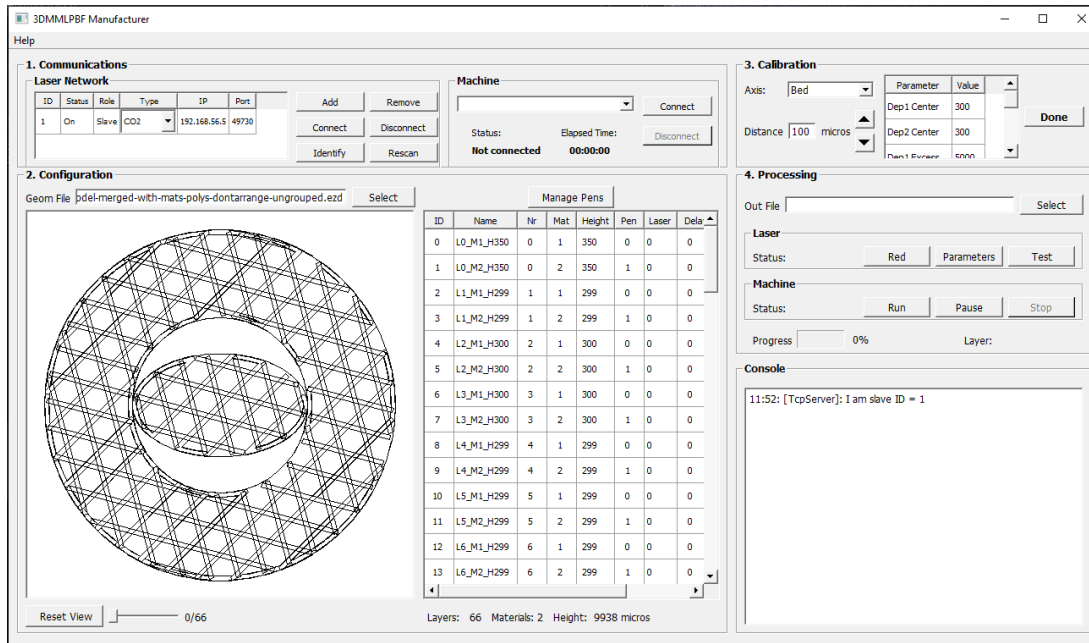 3DMMLPBF Manufacturer
Help
1. Communications
Laser Network
ID Status Role Type IP Port
1 On Slave CO2 192.168.56.5 49730
Add Remove
Connect Disconnect
Identify Rescan
Machine
Connect
Status: Elapsed Time:
Not connected 00:00:00
Disconnect
2. Configuration
Geom File odel-merged-with-mats-polys-dontarrange-ungrouped.ezd Select
Manage Pens
ID Name Nr Mat Height Pen Laser Delay
0 L0_M1_H350 0 1 350 0 0 0
1 L0_M2_H350 0 2 350 1 0 0
2 L1_M1_H299 1 1 299 0 0 0
3 L1_M2_H299 1 2 299 1 0 0
4 L2_M1_H300 2 1 300 0 0 0
5 L2_M2_H300 2 2 300 1 0 0
6 L3_M1_H300 3 1 300 0 0 0
7 L3_M2_H300 3 2 300 1 0 0
8 L4_M1_H299 4 1 299 0 0 0
9 L4_M2_H299 4 2 299 1 0 0
10 L5_M1_H299 5 1 299 0 0 0
11 L5_M2_H299 5 2 299 1 0 0
12 L6_M1_H299 6 1 299 0 0 0
13 L6_M2_H299 6 2 299 1 0 0
Reset View 0/66
Layers: 66 Materials: 2 Height: 9938 micros
3. Calibration
Axis: Bed
Distance 100 micros
Parameter Value
Dep1 Center 300
Dep2 Center 300
Dep1 Excess 5000
Done
4. Processing
Out File Select
Laser
Status: Red Parameters Test
Machine
Status: Run Pause Stop
Progress 0% Layer:
Console
11:52: [TcpServer]: I am slave ID = 1